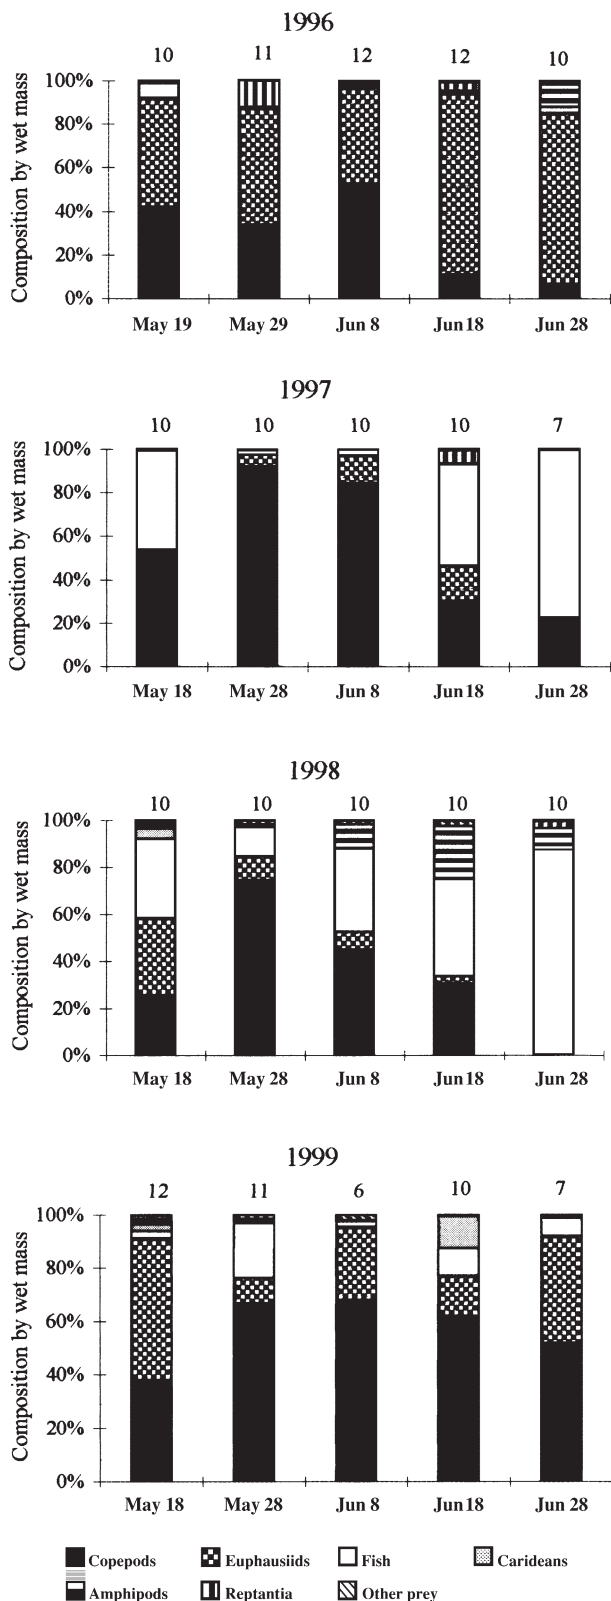 1996
10 11 12 12 10
Composition by wet mass
100%
80%
60%
40%
20%
0%
May 19 May 29 Jun 8 Jun 18 Jun 28
1997
10 10 10 10 7
Composition by wet mass
100%
80%
60%
40%
20%
0%
May 18 May 28 Jun 8 Jun 18 Jun 28
1998
10 10 10 10 10
Composition by wet mass
100%
80%
60%
40%
20%
0%
May 18 May 28 Jun 8 Jun 18 Jun 28
1999
12 11 6 10 7
Composition by wet mass
100%
80%
60%
40%
20%
0%
May 18 May 28 Jun 8 Jun 18 Jun 28
Copepods Euphausiids Fish Carideans
Amphipods Reptantia Other prey